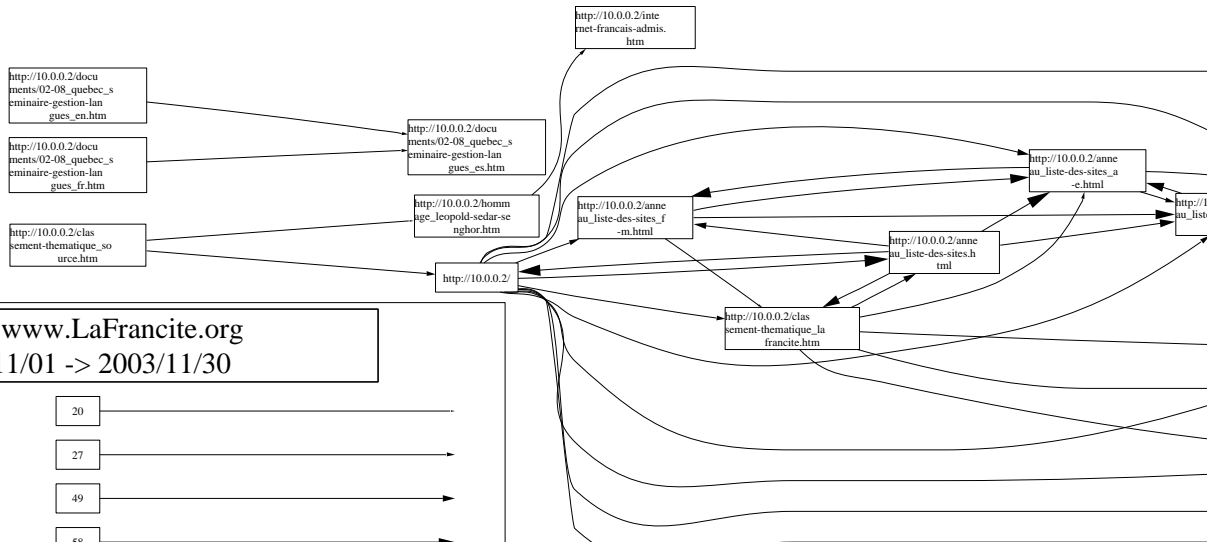 http://10.0.0.2/inte
rnet-francais-admis.
htm
http://10.0.0.2/docu
ments/02-08_quebec_s
eminaire-gestion-lan
gues_en.htm
http://10.0.0.2/docu
ments/02-08_quebec_s
eminaire-gestion-lan
gues_es.htm
http://10.0.0.2/docu
ments/02-08_quebec_s
eminaire-gestion-lan
gues_fr.htm
http://10.0.0.2/anne
au_liste-des-sites_a
-e.html
http://10.0.0.2/homm
age_leopold-sedar-se
nghor.htm
http://10.0.0.2/anne
au_liste-des-sites_f
-m.html
http://1
au_liste
http://10.0.0.2/clas
sement-thematique_so
urce.htm
http://10.0.0.2/anne
au_liste-des-sites.h
tml
http://10.0.0.2/
http://10.0.0.2/clas
sement-thematique_la
francite.htm
www.LaFrancite.org
11/01 -> 2003/11/30
20
27
49
58